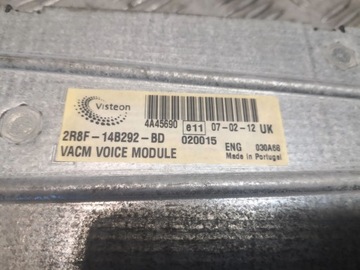 Visteon
4A45690 611 07-02-12 UK
2R8F-14B292-BD 020015
VACM VOICE MODULE ENG 030A68
Made in Portugal